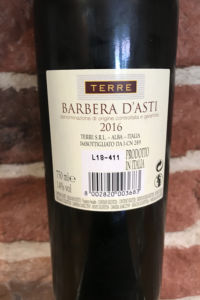 TERRE
BARBERA D'ASTI
denominazione di origine controllata e garantita
2016
TERRE S.R.L. - ALBA - ITALIA
IMBOTTIGLIATO DA I-CN 289
L18-411
PRODOTTO
IN ITALIA
750 ml e
14% vol
8 002820 003683